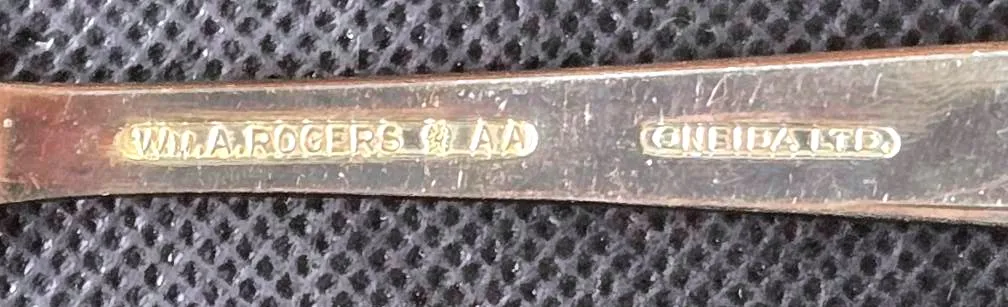 Wm.A.ROGERS ® AA ONEIDA LTD.